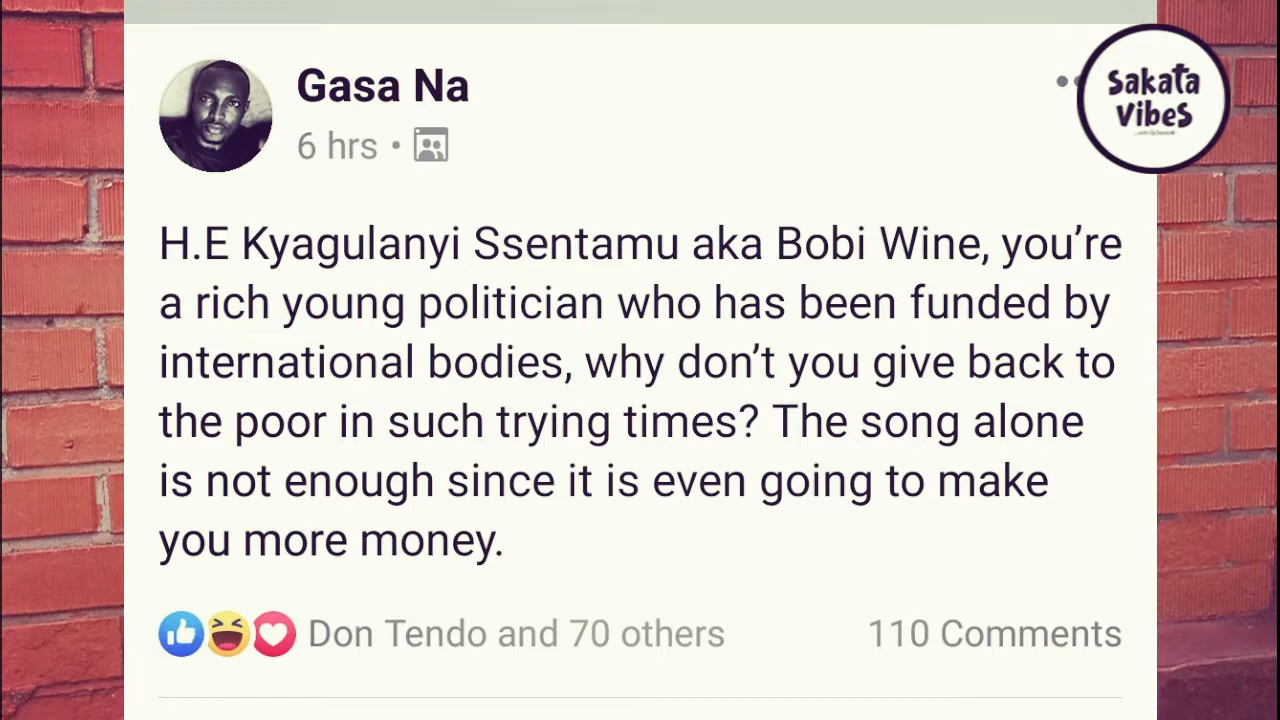 Gasa Na
6 hrs •
Sakata
Vibes
H.E Kyagulanyi Ssentamu aka Bobi Wine, you’re
a rich young politician who has been funded by
international bodies, why don’t you give back to
the poor in such trying times? The song alone
is not enough since it is even going to make
you more money.
Don Tendo and 70 others
110 Comments